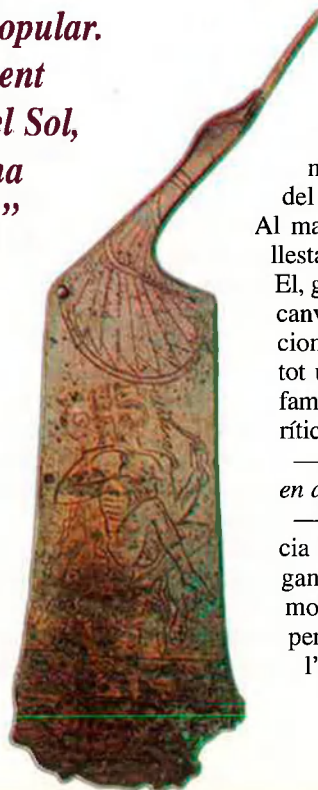 opular.
ent
el Sol,
na
”
n
del
Al ma
llesta
El, g
canv
cion
tot u
fam
rític
en a
cia
gan
mo
per
l’